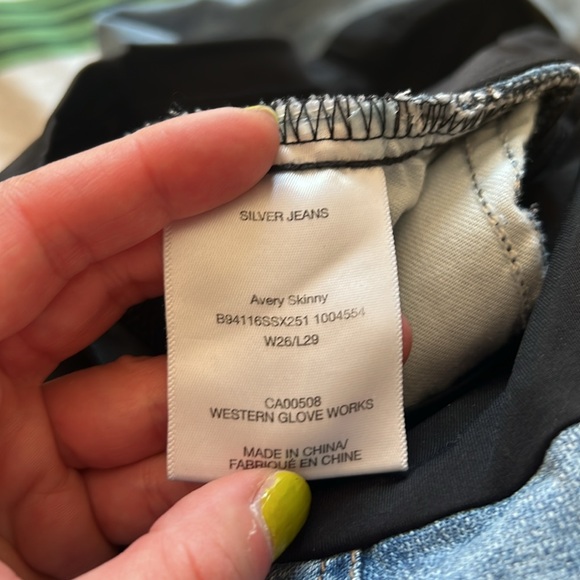 SILVER JEANS
Avery Skinny
B94116SSX251 1004554
W26/L29
CA00508
WESTERN GLOVE WORKS
MADE IN CHINA/
FABRIQUÉ EN CHINE